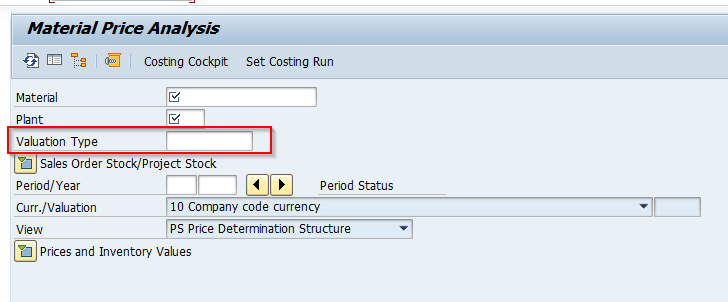 Material Price Analysis
Costing Cockpit Set Costing Run
Material
Plant
Valuation Type
Sales Order Stock/Project Stock
Period/Year Period Status
Curr./Valuation 10 Company code currency
View PS Price Determination Structure
Prices and Inventory Values